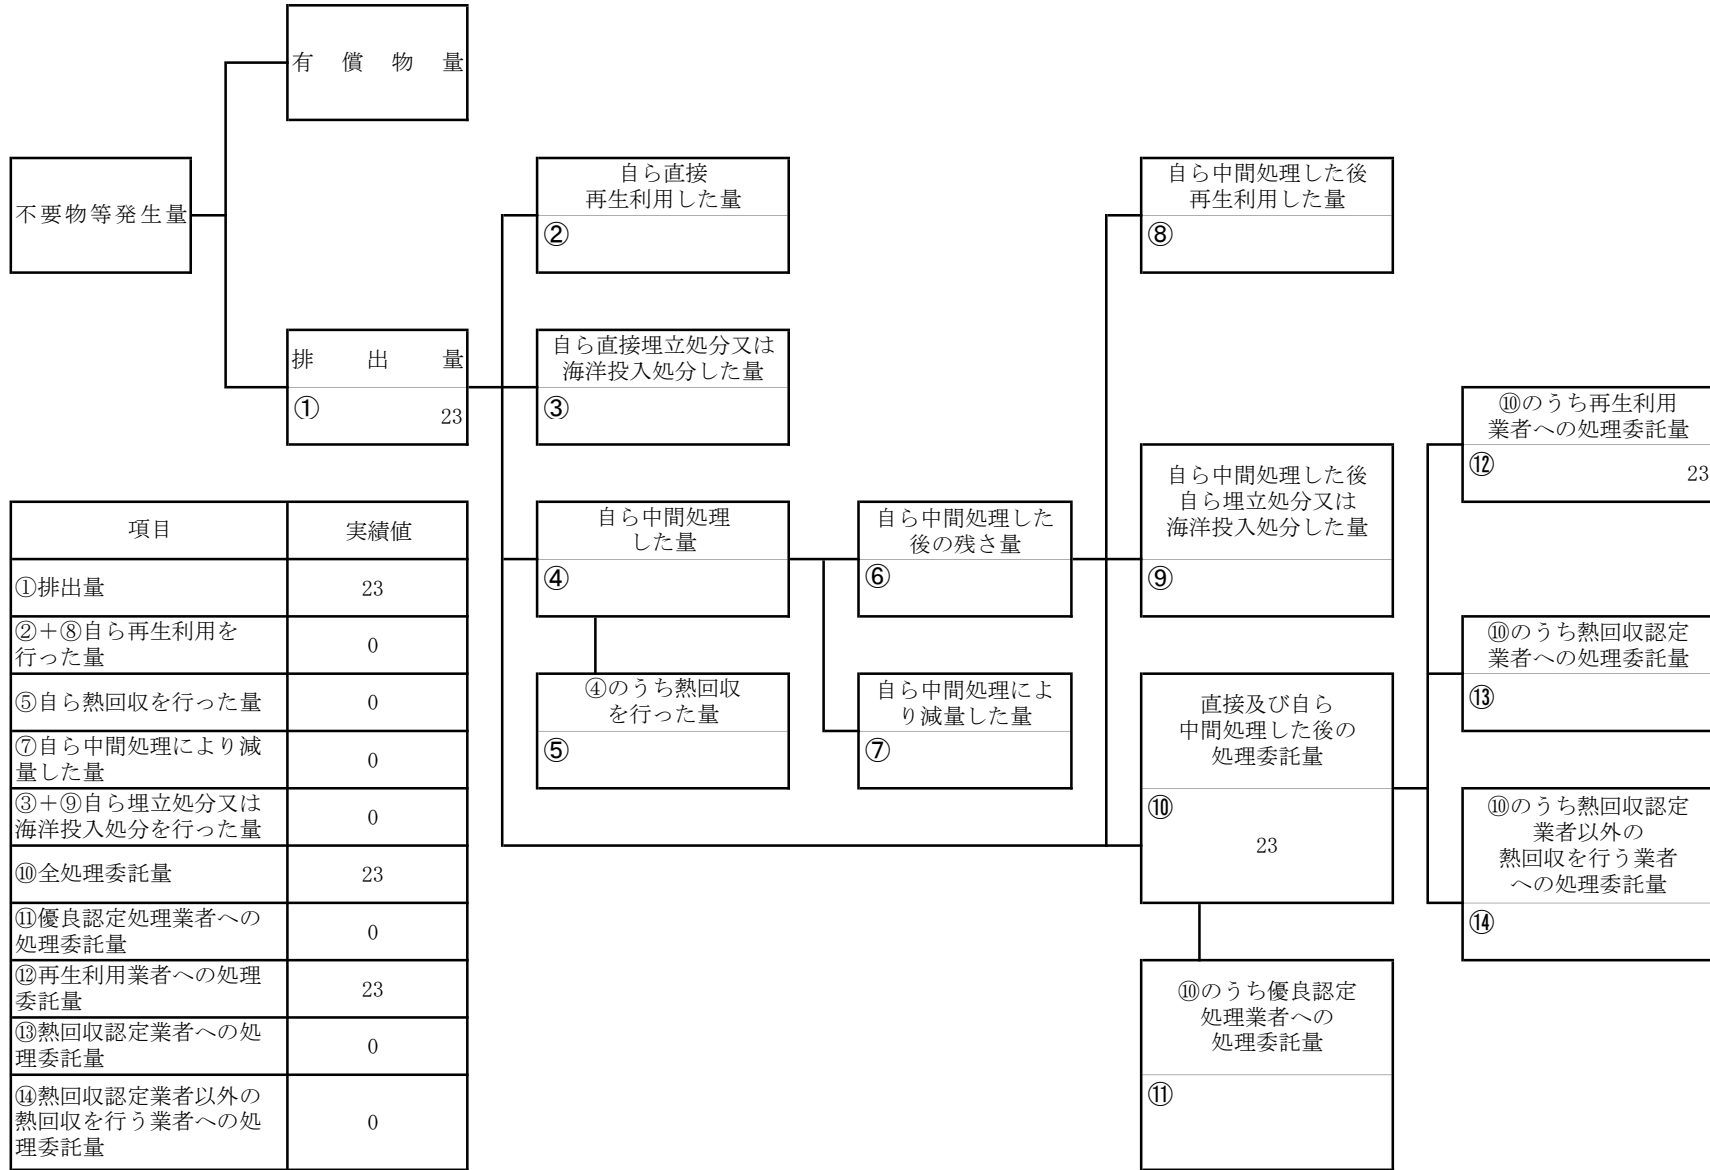 有償物量
不要物等発生量
排出量
①
23
自ら直接
再生利用した量
②
自ら直接埋立処分又は
海洋投入処分した量
③
自ら中間処理
した量
④
④のうち熱回収
を行った量
⑤
自ら中間処理した
後の残さ量
⑥
自ら中間処理によ
り減量した量
⑦
自ら中間処理した後
再生利用した量
⑧
自ら中間処理した後
自ら埋立処分又は
海洋投入処分した量
⑨
直接及び自ら
中間処理した後の
処理委託量
⑩
23
⑩のうち優良認定
処理業者への
処理委託量
⑪
⑩のうち再生利用
業者への処理委託量
⑫
23
⑩のうち熱回収認定
業者への処理委託量
⑬
⑩のうち熱回収認定
業者以外の
熱回収を行う業者
への処理委託量
⑭
項目 実績値
①排出量 23
②+⑧自ら再生利用を
行った量 0
⑤自ら熱回収を行った量 0
⑦自ら中間処理により減
量した量 0
③+⑨自ら埋立処分又は
海洋投入処分を行った量 0
⑩全処理委託量 23
⑪優良認定処理業者への
処理委託量 0
⑫再生利用業者への処理
委託量 23
⑬熱回収認定業者への処
理委託量 0
⑭熱回収認定業者以外の
熱回収を行う業者への処
理委託量 0